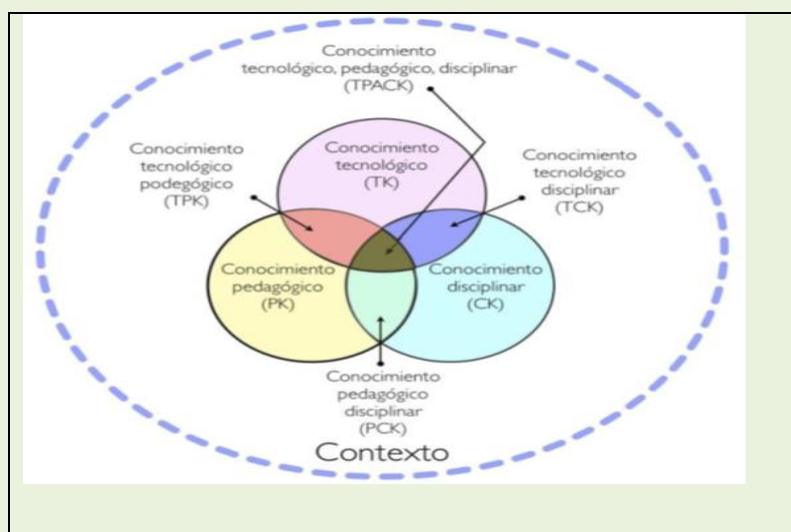 Conocimiento
tecnológico, pedagógico, disciplinar
(TPACK)
Conocimiento
tecnológico
podegógico
(TPK)
Conocimiento
tecnológico
(TK)
Conocimiento
tecnológico
disciplinar
(TCK)
Conocimiento
pedagógico
(PK)
Conocimiento
disciplinar
(CK)
Conocimiento
pedagógico
disciplinar
(PCK)
Contexto